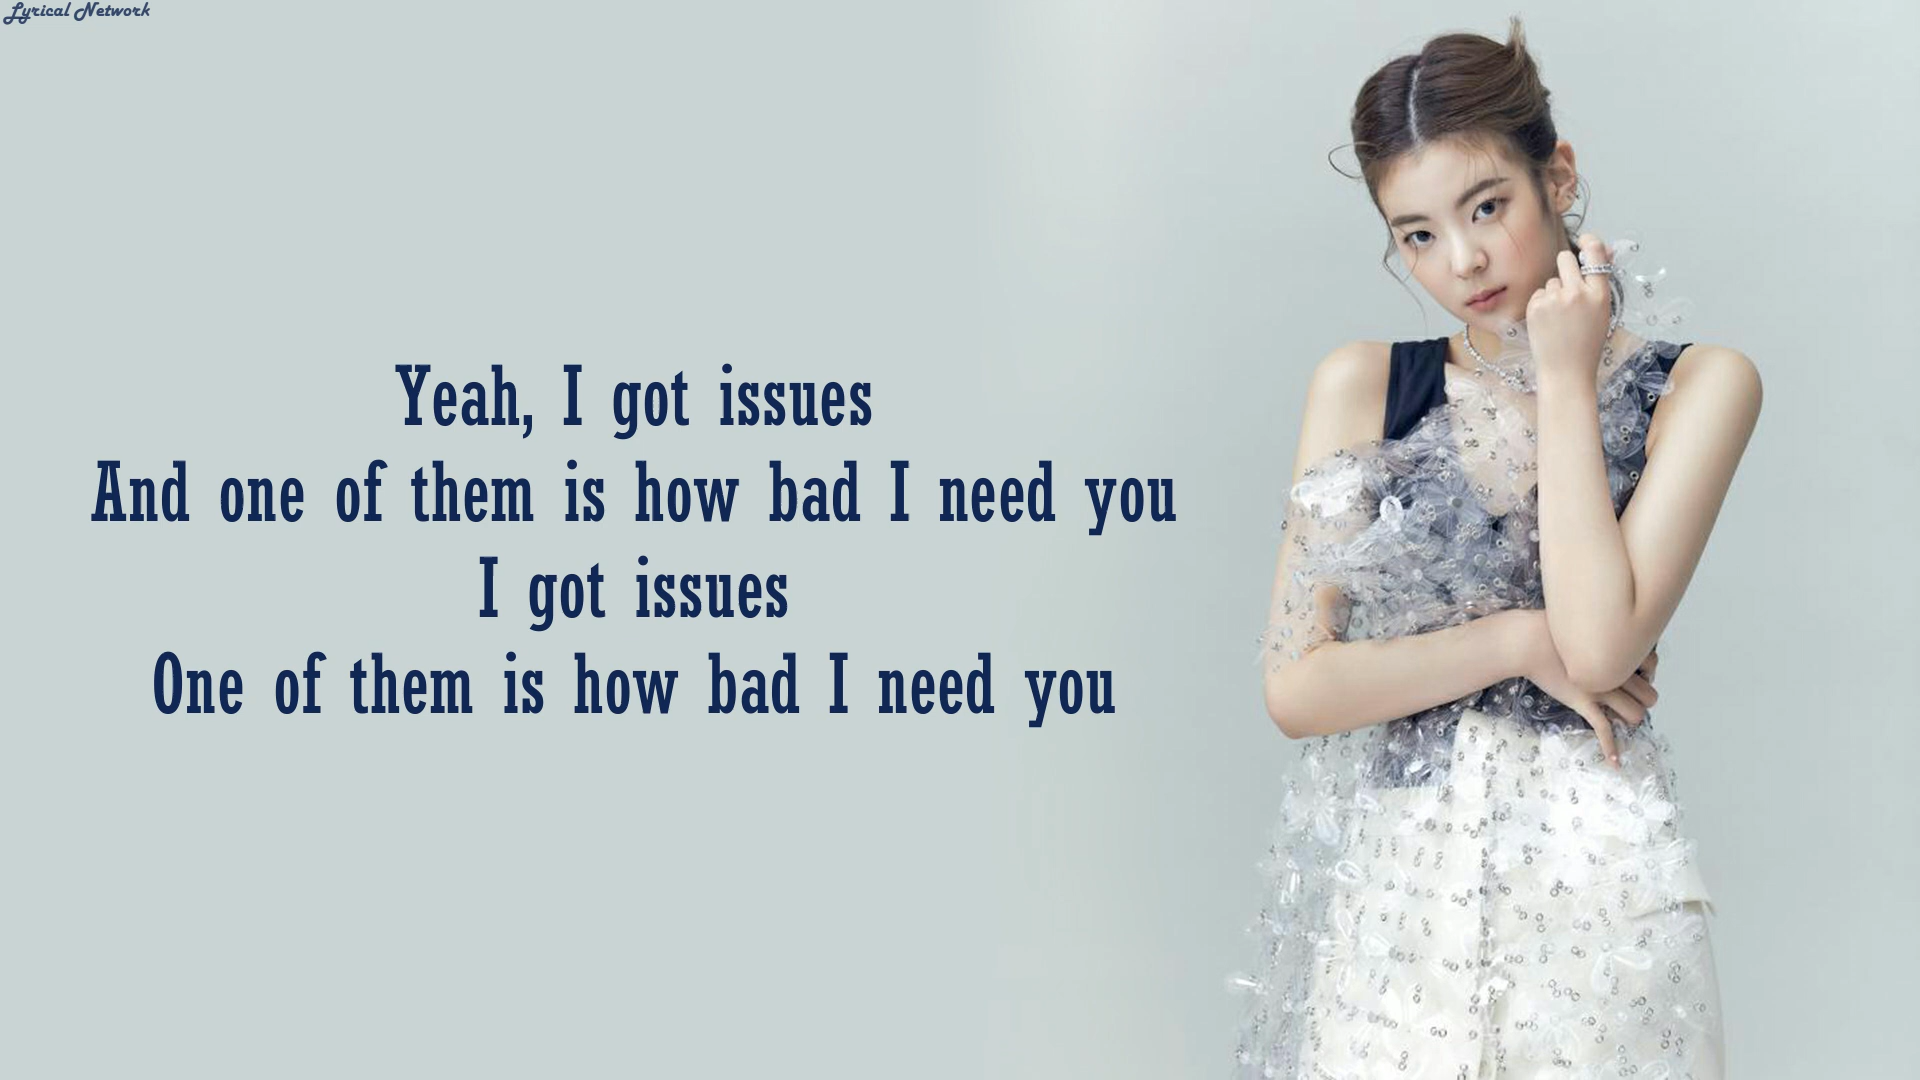 Lyrical Network
Yeah, I got issues
And one of them is how bad I need you
I got issues
One of them is how bad I need you